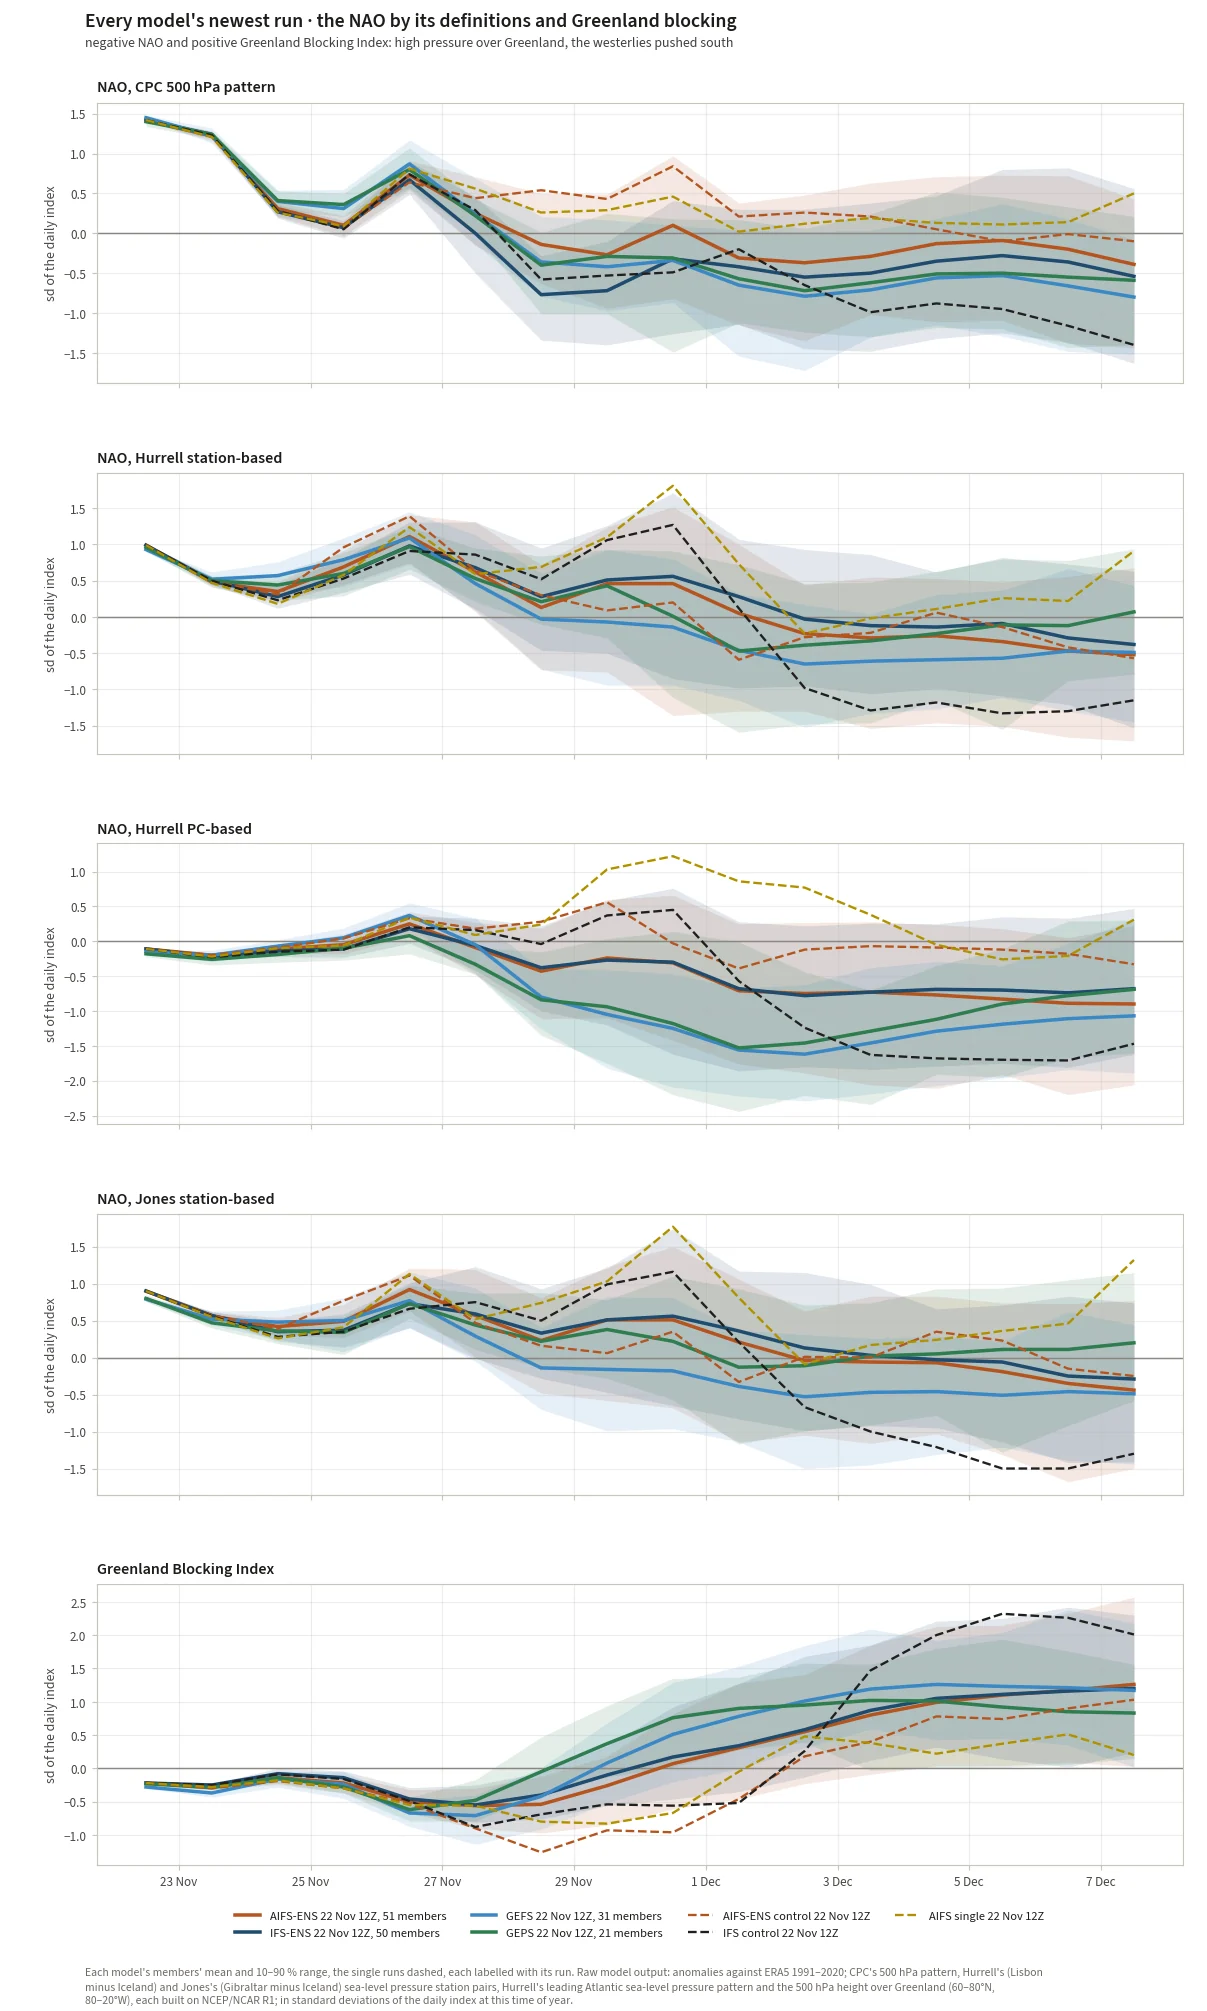 Every model's newest run · the NAO by its definitions and Greenland blocking
negative NAO and positive Greenland Blocking Index: high pressure over Greenland, the westerlies pushed south
NAO, CPC 500 hPa pattern
1.5
1.0
0.5
0.0
−0.5
−1.0
−1.5
sd of the daily index
NAO, Hurrell station-based
1.5
1.0
0.5
0.0
−0.5
−1.0
−1.5
sd of the daily index
NAO, Hurrell PC-based
1.0
0.5
0.0
−0.5
−1.0
−1.5
−2.0
−2.5
sd of the daily index
NAO, Jones station-based
1.5
1.0
0.5
0.0
−0.5
−1.0
−1.5
sd of the daily index
Greenland Blocking Index
2.5
2.0
1.5
1.0
0.5
0.0
−0.5
−1.0
sd of the daily index
23 Nov 25 Nov 27 Nov 29 Nov 1 Dec 3 Dec 5 Dec 7 Dec
AIFS-ENS 22 Nov 12Z, 51 members GEFS 22 Nov 12Z, 31 members AIFS-ENS control 22 Nov 12Z AIFS single 22 Nov 12Z
IFS-ENS 22 Nov 12Z, 50 members GEPS 22 Nov 12Z, 21 members IFS control 22 Nov 12Z
Each model's members' mean and 10–90 % range, the single runs dashed, each labelled with its run. Raw model output: anomalies against ERA5 1991–2020; CPC's 500 hPa pattern, Hurrell's (Lisbon
minus Iceland) and Jones's (Gibraltar minus Iceland) sea-level pressure station pairs, Hurrell's leading Atlantic sea-level pressure pattern and the 500 hPa height over Greenland (60–80°N,
80–20°W), each built on NCEP/NCAR R1; in standard deviations of the daily index at this time of year.